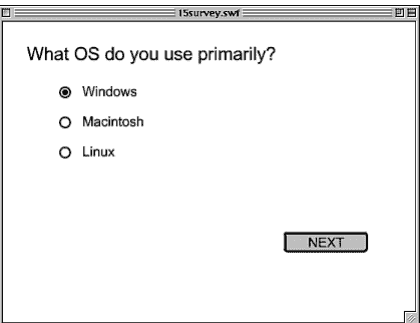 15survey.swf
What OS do you use primarily?
Windows
Macintosh
Linux
NEXT